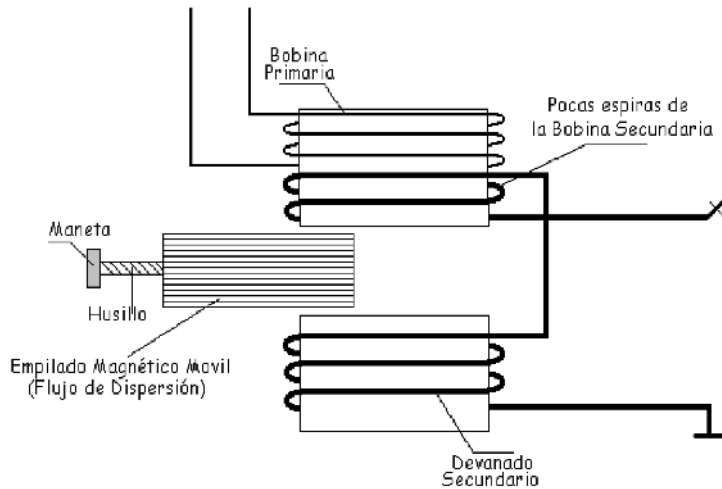 Bobina
Primaria
Pocas espiras de
la Bobina Secundaria
Maneta
Husillo
Empilado Magnético Movil
(Flujo de Dispersión)
Devanado
Secundario